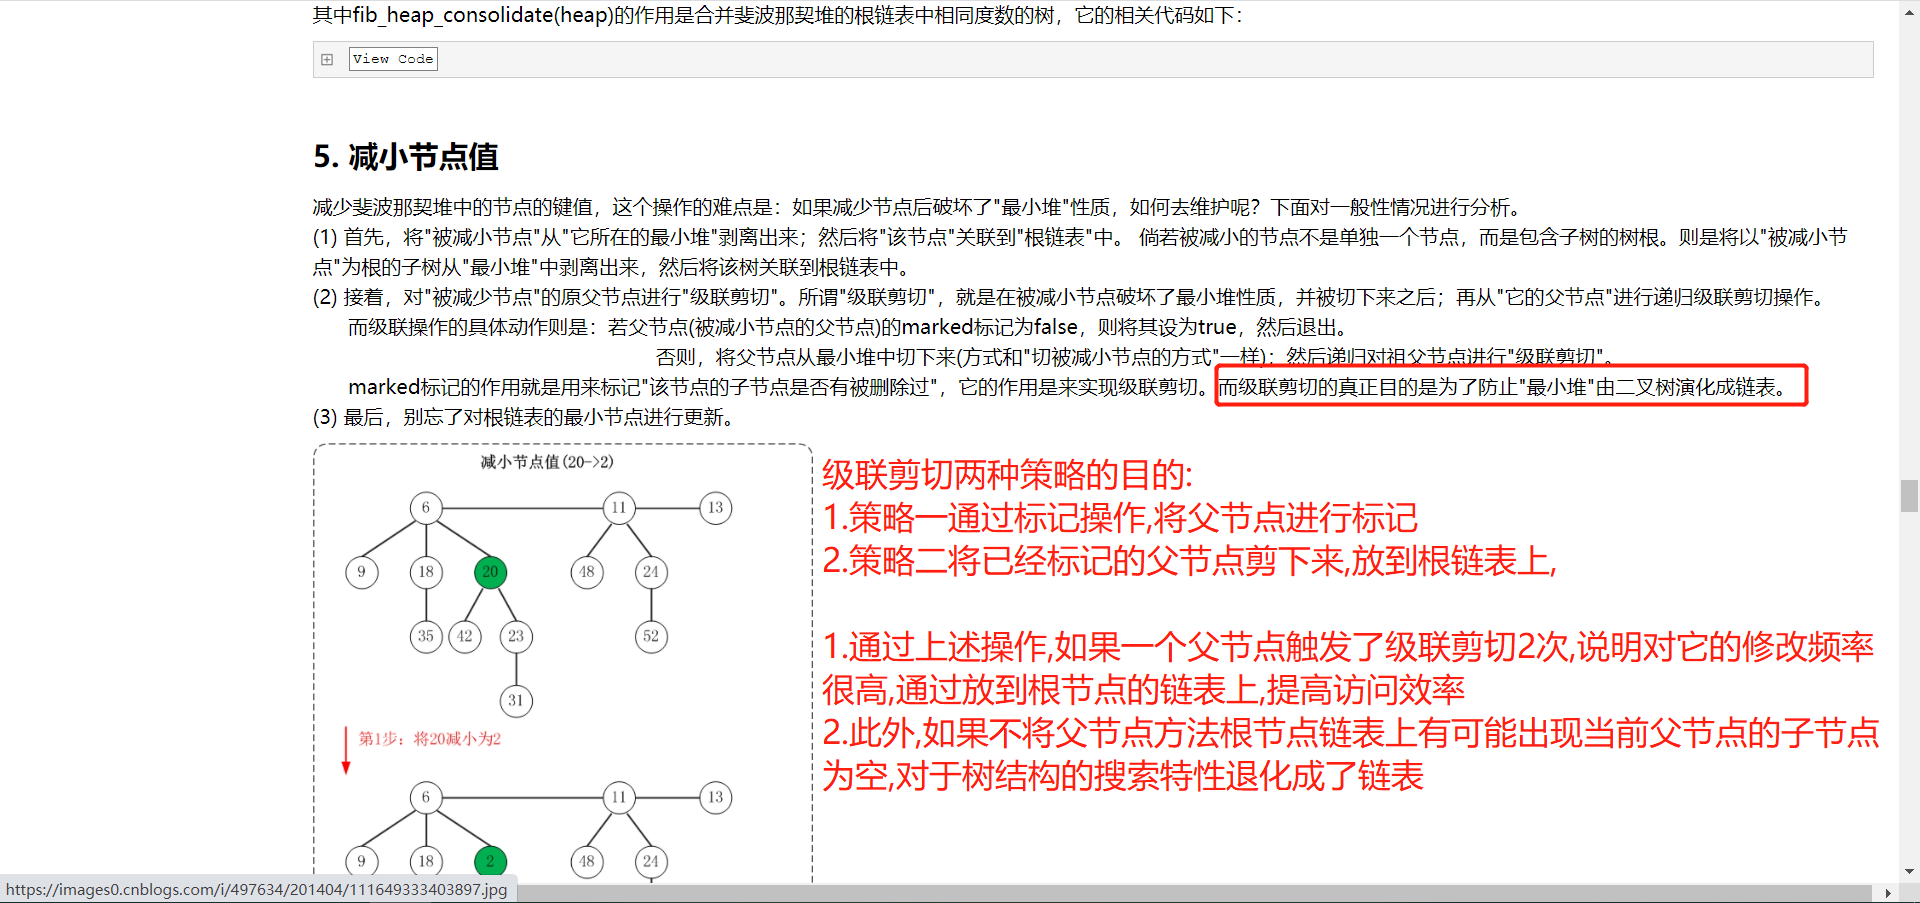 其中fib_heap_consolidate(heap)的作用是合并斐波那契堆的根链表中相同度数的树，它的相关代码如下：
View Code
5. 减小节点值
减少斐波那契堆中的节点的键值，这个操作的难点是：如果减少节点后破坏了"最小堆"性质，如何去维护呢？下面对一般性情况进行分析。
(1) 首先，将"被减小节点"从"它所在的最小堆"剥离出来；然后将"该节点"关联到"根链表"中。 倘若被减小的节点不是单独一个节点，而是包含子树的树根。则是将以"被减小节
点"为根的子树从"最小堆"中剥离出来，然后将该树关联到根链表中。
(2) 接着，对"被减少节点"的原父节点进行"级联剪切"。所谓"级联剪切"，就是在被减小节点破坏了最小堆性质，并被切下来之后；再从"它的父节点"进行递归级联剪切操作。
而级联操作的具体动作则是：若父节点(被减小节点的父节点)的marked标记为false，则将其设为true，然后退出。
否则，将父节点从最小堆中切下来(方式和"切被减小节点的方式"一样)；然后递归对祖父节点进行"级联剪切"。
marked标记的作用就是用来标记"该节点的子节点是否有被删除过"，它的作用是来实现级联剪切。而级联剪切的真正目的是为了防止"最小堆"由二叉树演化成链表。
(3) 最后，别忘了对根链表的最小节点进行更新。
减小节点值(20->2)
6 11 13
9 18 20 48 24
35 42 23 52
31
第1步：将20减小为2
6 11 13
9 18 2 48 24
级联剪切两种策略的目的:
1.策略一通过标记操作,将父节点进行标记
2.策略二将已经标记的父节点剪下来,放到根链表上,
1.通过上述操作,如果一个父节点触发了级联剪切2次,说明对它的修改频率
很高,通过放到根节点的链表上,提高访问效率
2.此外,如果不将父节点方法根节点链表上有可能出现当前父节点的子节点
为空,对于树结构的搜索特性退化成了链表
https://images0.cnblogs.com/i/497634/201404/111649333403897.jpg